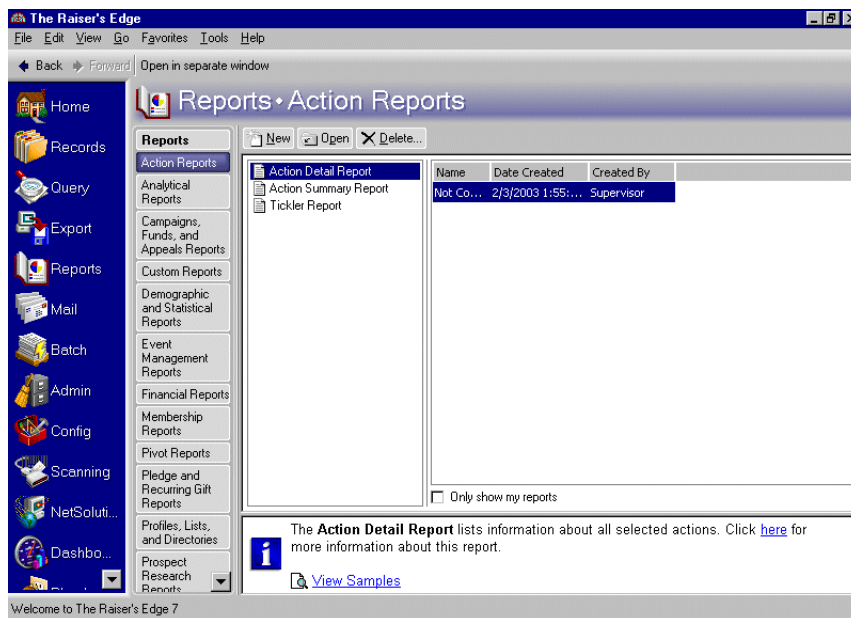 The Raiser's Edge
File Edit View Go Favorites Tools Help
Back Forward Open in separate window
Reports • Action Reports
Home
Records
Query
Export
Reports
Mail
Batch
Admin
Config
Scanning
NetSoluti...
Dashbo...
Reports
Action Reports
Analytical
Reports
Campaigns,
Funds, and
Appeals Reports
Custom Reports
Demographic
and Statistical
Reports
Event
Management
Reports
Financial Reports
Membership
Reports
Pivot Reports
Pledge and
Recurring Gift
Reports
Profiles, Lists,
and Directories
Prospect
Research
Reports
New Open Delete...
Action Detail Report
Action Summary Report
Tickler Report
Name Date Created Created By
Not Co... 2/3/2003 1:55:... Supervisor
Only show my reports
The Action Detail Report lists information about all selected actions. Click here for
more information about this report.
View Samples
Welcome to The Raiser's Edge 7